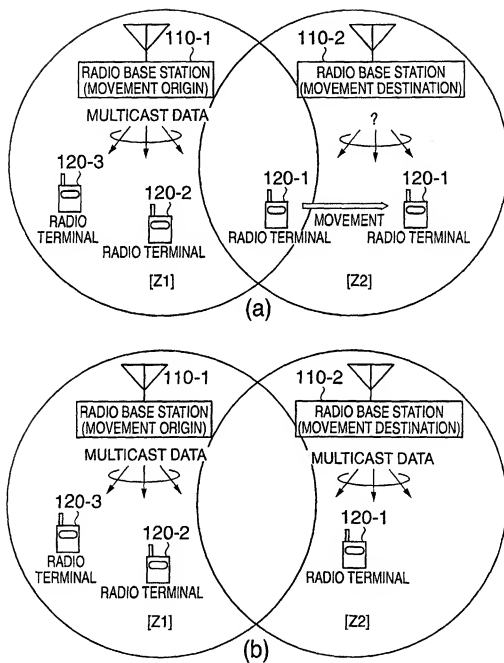 110-1
RADIO BASE STATION
(MOVEMENT ORIGIN)
MULTICAST DATA
110-2
RADIO BASE STATION
(MOVEMENT DESTINATION)
?
120-3
RADIO
TERMINAL
120-2
RADIO TERMINAL
120-1
RADIO TERMINAL
MOVEMENT
120-1
RADIO TERMINAL
[Z1]
[Z2]
(a)
110-1
RADIO BASE STATION
(MOVEMENT ORIGIN)
MULTICAST DATA
110-2
RADIO BASE STATION
(MOVEMENT DESTINATION)
MULTICAST DATA
120-3
RADIO
TERMINAL
120-2
RADIO TERMINAL
120-1
RADIO TERMINAL
[Z1]
[Z2]
(b)